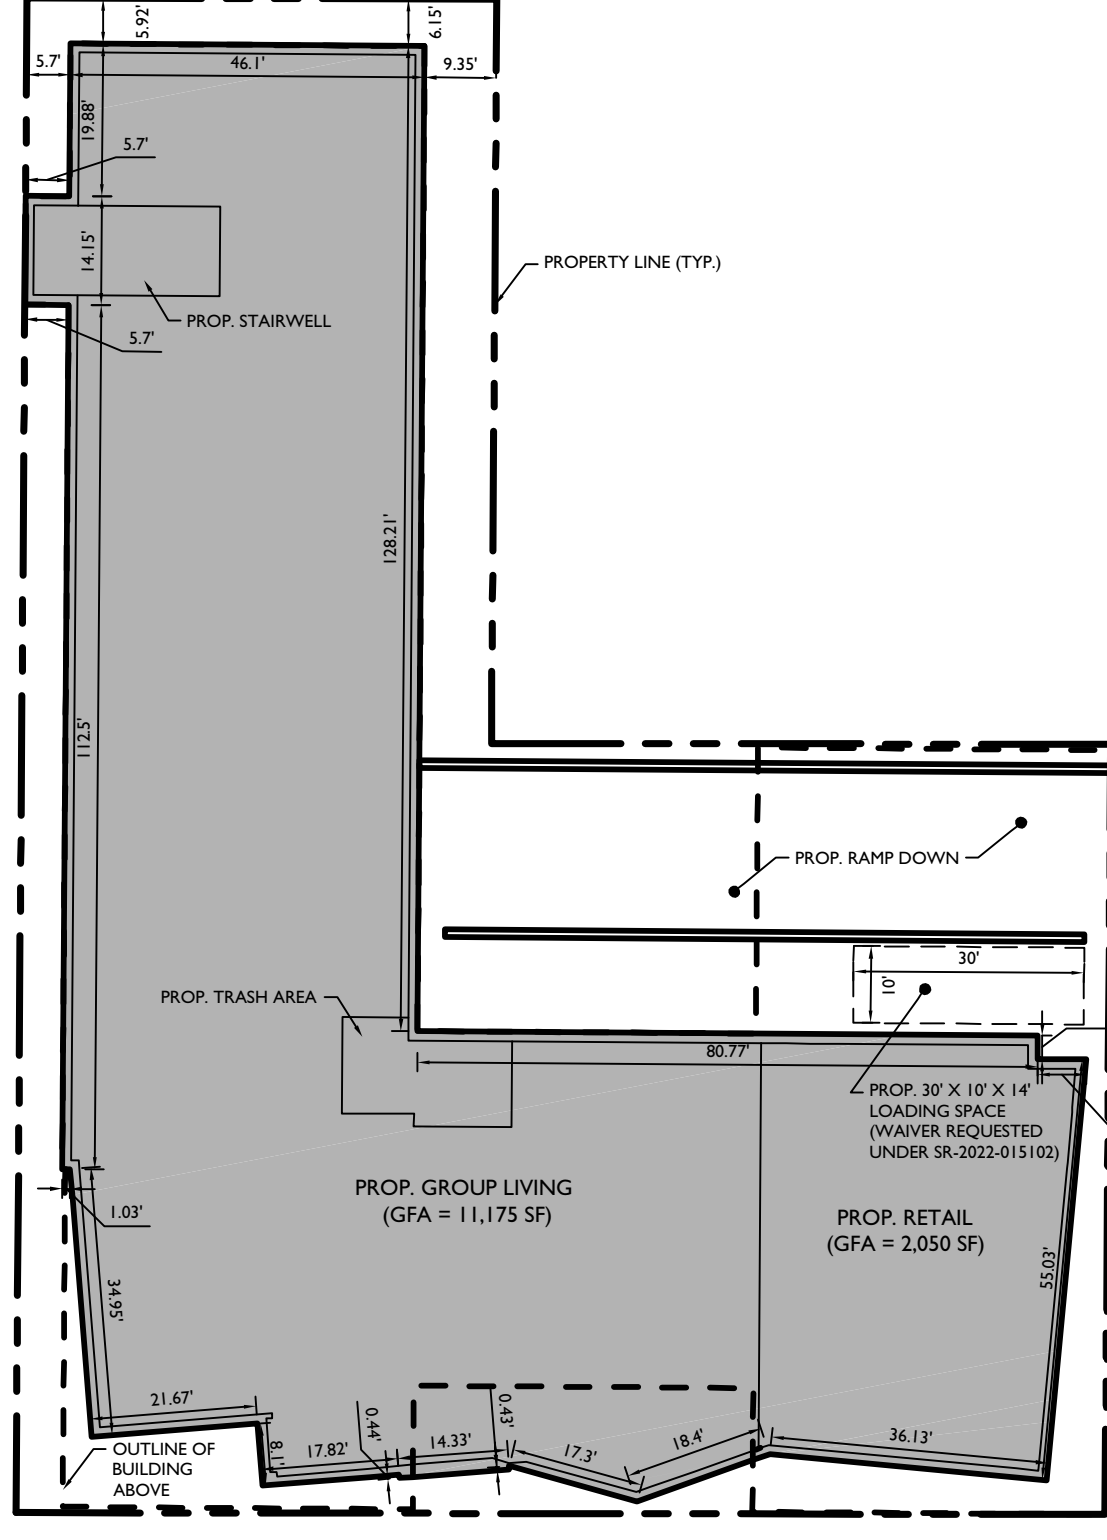 5.92'
6.15'
5.7'
46.1'
9.35'
19.88'
5.7'
14.15'
PROPERTY LINE (TYP.)
PROP. STAIRWELL
5.7'
128.21'
112.5'
PROP. RAMP DOWN
30'
10'
PROP. TRASH AREA
80.77'
PROP. 30' X 10' X 14'
LOADING SPACE
(WAIVER REQUESTED
UNDER SR-2022-015102)
PROP. GROUP LIVING
(GFA = 11,175 SF)
1.03'
PROP. RETAIL
(GFA = 2,050 SF)
55.03'
34.95'
21.67'
0.44'
0.43'
8.1'
17.82'
14.33'
17.3'
18.4'
36.13'
OUTLINE OF
BUILDING
ABOVE